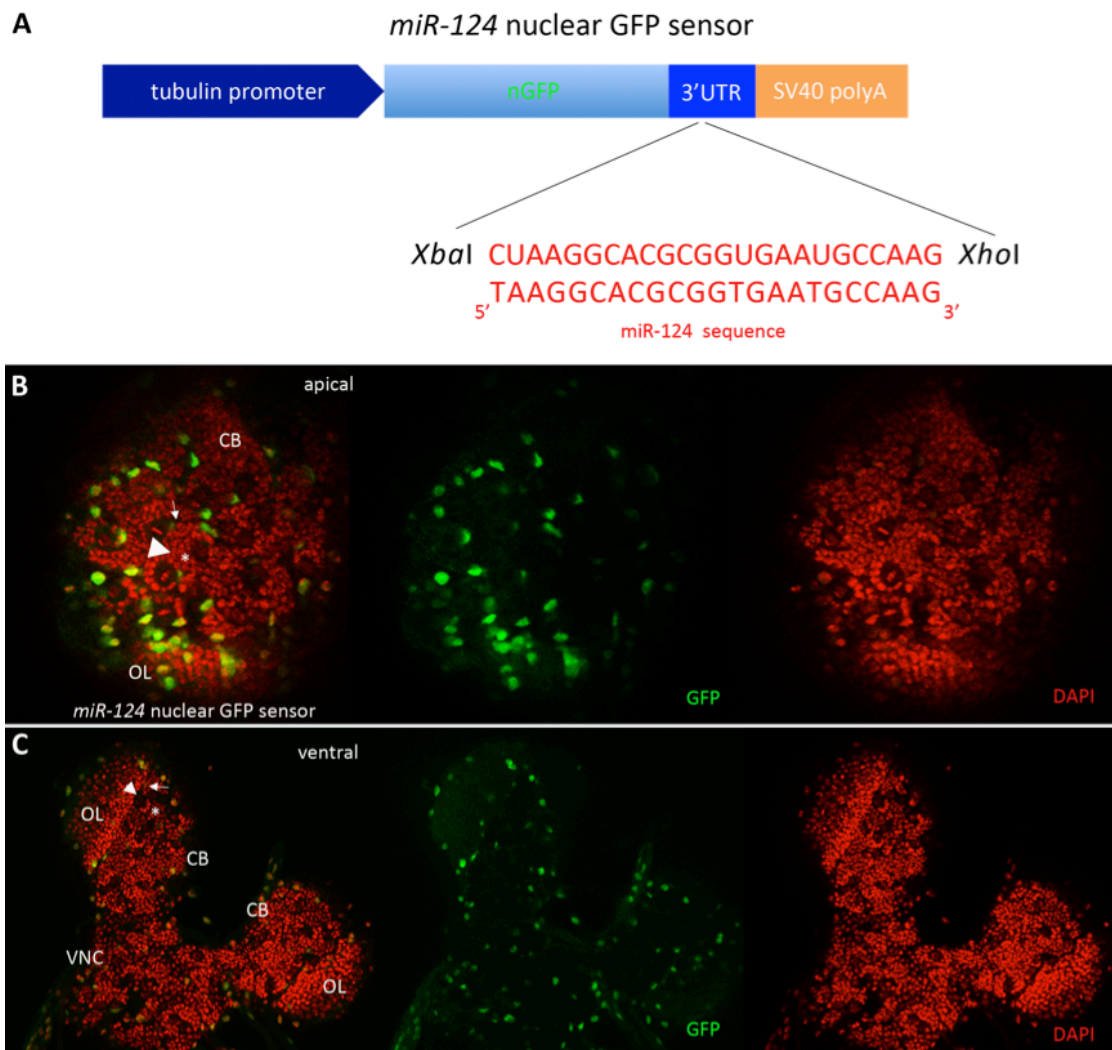 A
miR-124 nuclear GFP sensor
tubulin promoter nGFP 3'UTR SV40 polyA
XbaI CUAAGGCACGCGGUGAAUGCCAAG XhoI
5' TAAGGCACGCGGTGAATGCCAAG 3'
miR-124 sequence
B apical
CB
*
OL
miR-124 nuclear GFP sensor GFP DAPI
C ventral
OL *
CB
CB
VNC
OL
GFP DAPI